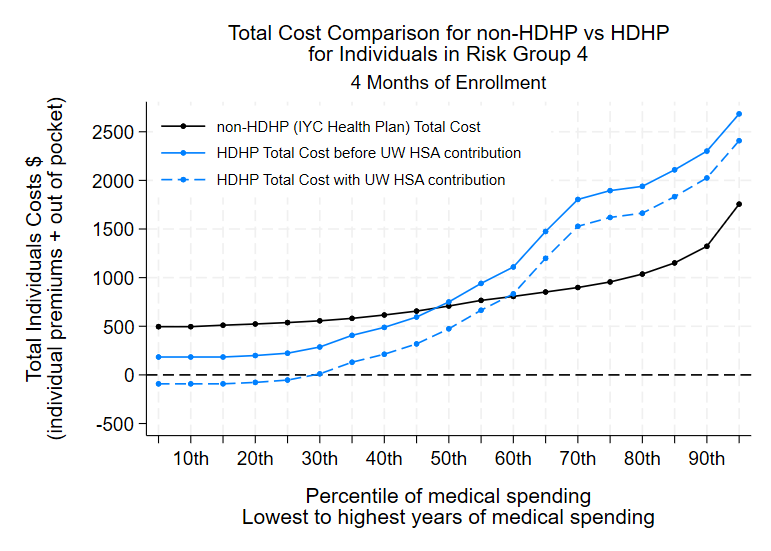 Total Cost Comparison for non-HDHP vs HDHP
for Individuals in Risk Group 4
4 Months of Enrollment
non-HDHP (IYC Health Plan) Total Cost
HDHP Total Cost before UW HSA contribution
HDHP Total Cost with UW HSA contribution
Total Individuals Costs $
(individual premiums + out of pocket)
2500
2000
1500
1000
500
0
-500
10th 20th 30th 40th 50th 60th 70th 80th 90th
Percentile of medical spending
Lowest to highest years of medical spending